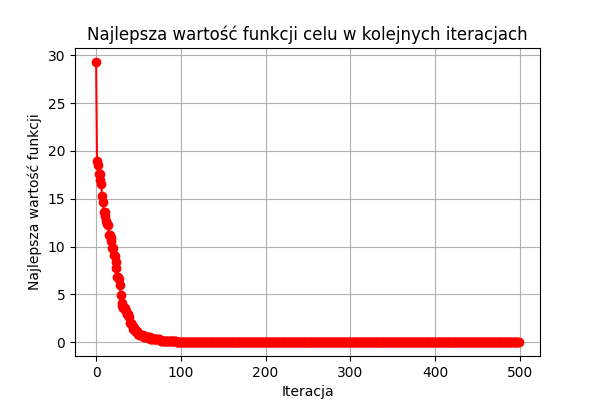 Najlepsza wartość funkcji celu w kolejnych iteracjach
Najlepsza wartość funkcji
30
25
20
15
10
5
0
0 100 200 300 400 500
Iteracja